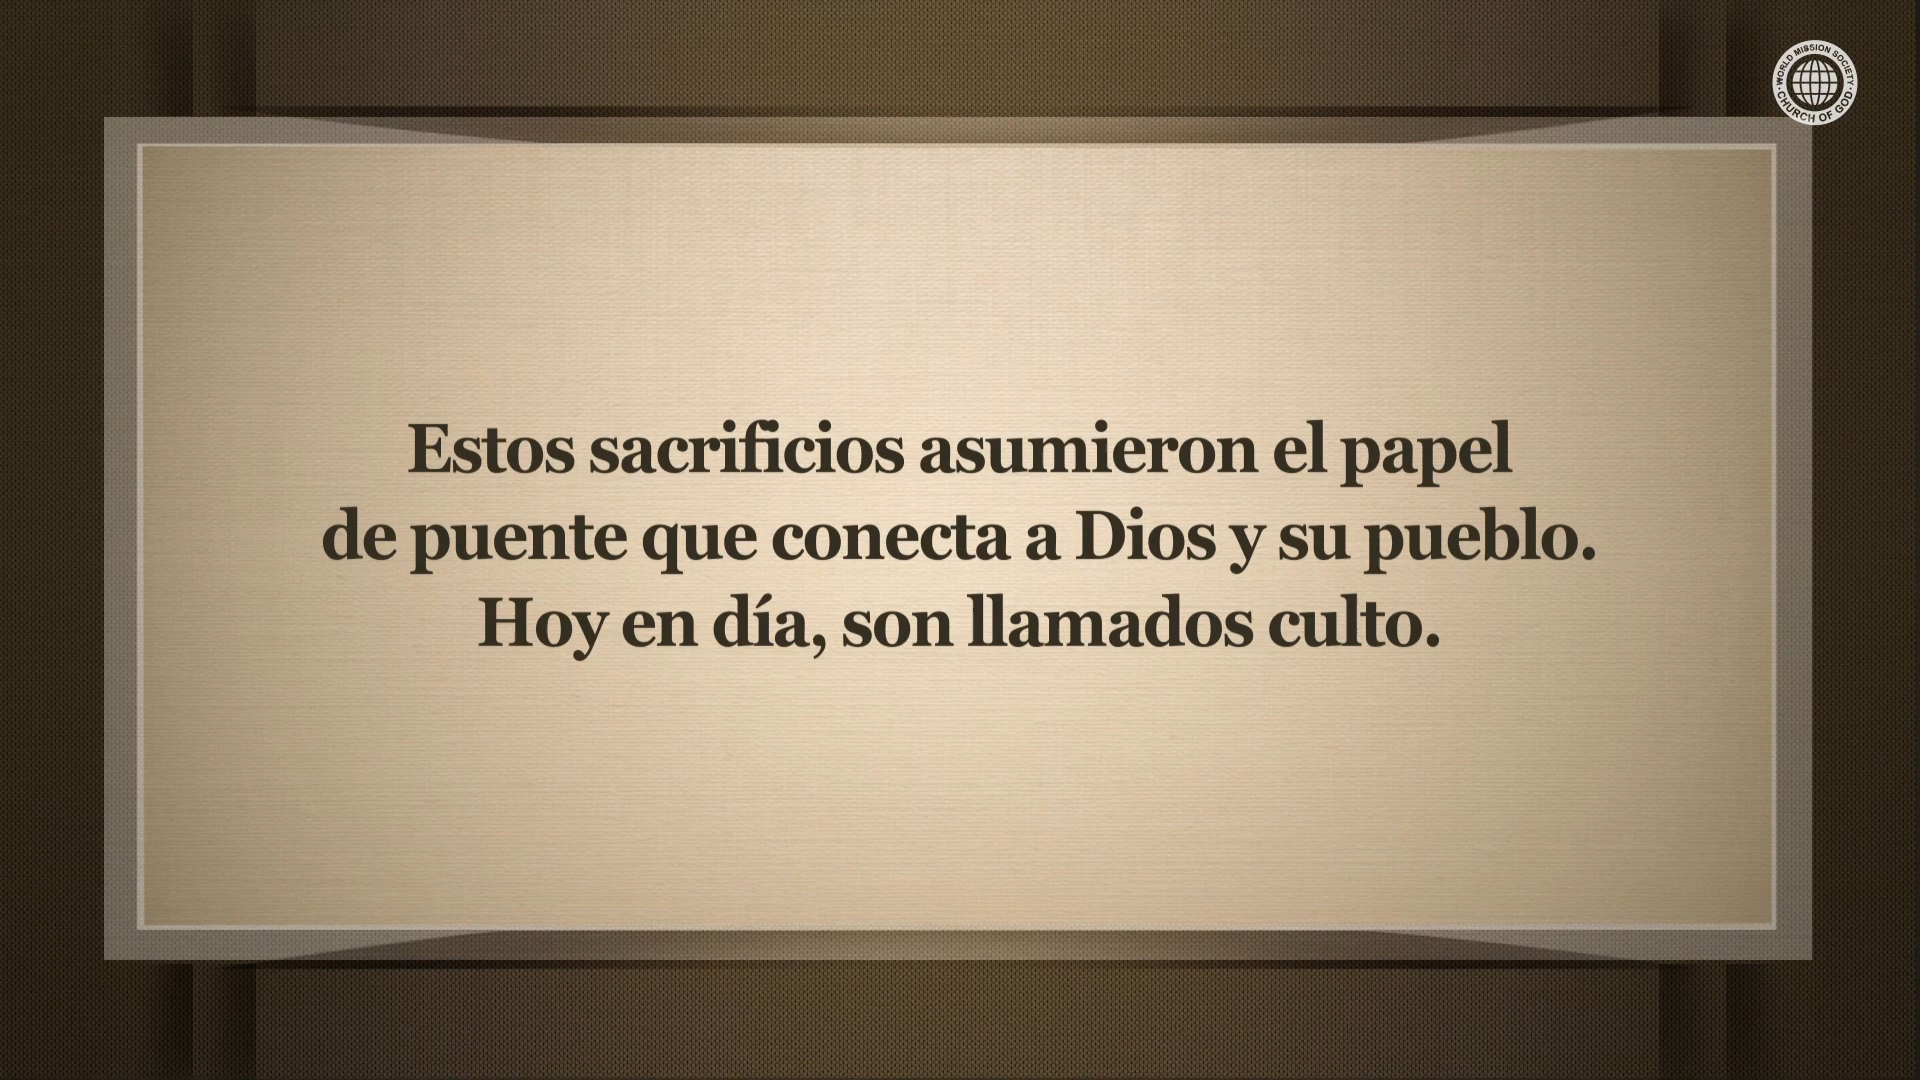 WORLD MISSION SOCIETY
CHURCH OF GOD
Estos sacrificios asumieron el papel
de puente que conecta a Dios y su pueblo.
Hoy en día, son llamados culto.